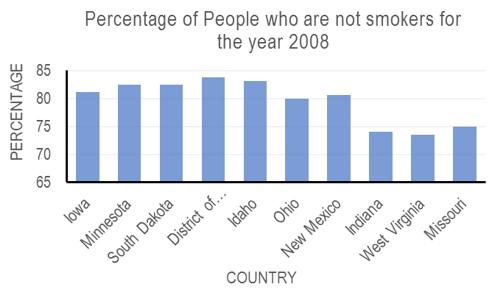 Percentage of People who are not smokers for
the year 2008
PERCENTAGE
85
80
75
70
65
Iowa
Minnesota
South Dakota
District of...
Idaho
Ohio
New Mexico
Indiana
West Virginia
Missouri
COUNTRY